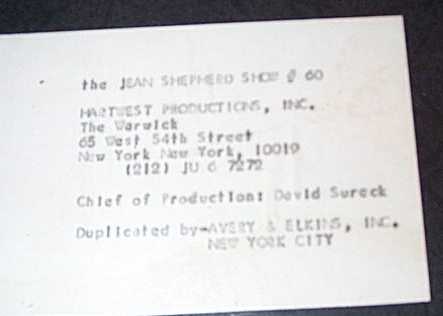 the JEAN SHEPHERD SHOW # 60
HARTWEST PRODUCTIONS, INC.
The Warwick
65 West 54th Street
New York New York, 10019
(212) JU 6 7272
Chief of Production: David Sureck
Duplicated by-AVERY & ELKINS, INC.
NEW YORK CITY